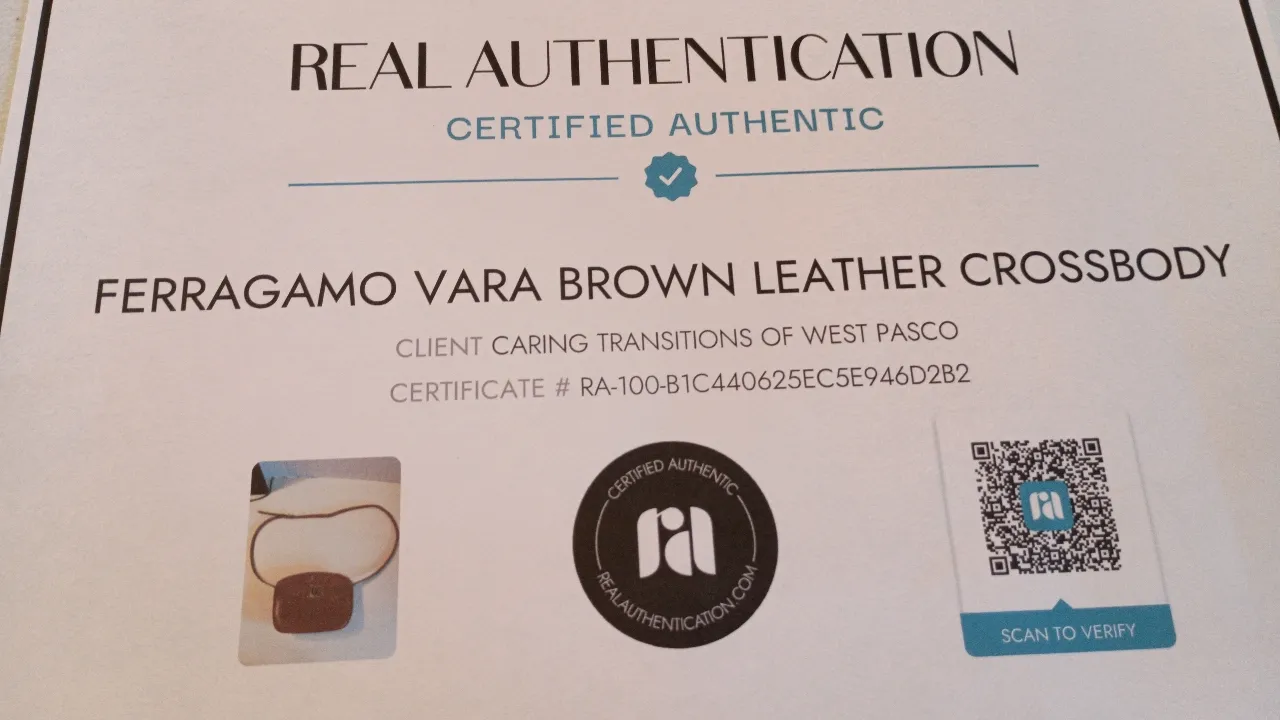 REAL AUTHENTICATION
CERTIFIED AUTHENTIC
FERRAGAMO VARA BROWN LEATHER CROSSBODY
CLIENT CARING TRANSITIONS OF WEST PASCO
CERTIFICATE # RA-100-B1C440625EC5E946D2B2
CERTIFIED AUTHENTIC
ra
REALAUTHENTICATION.COM
ra
SCAN TO VERIFY